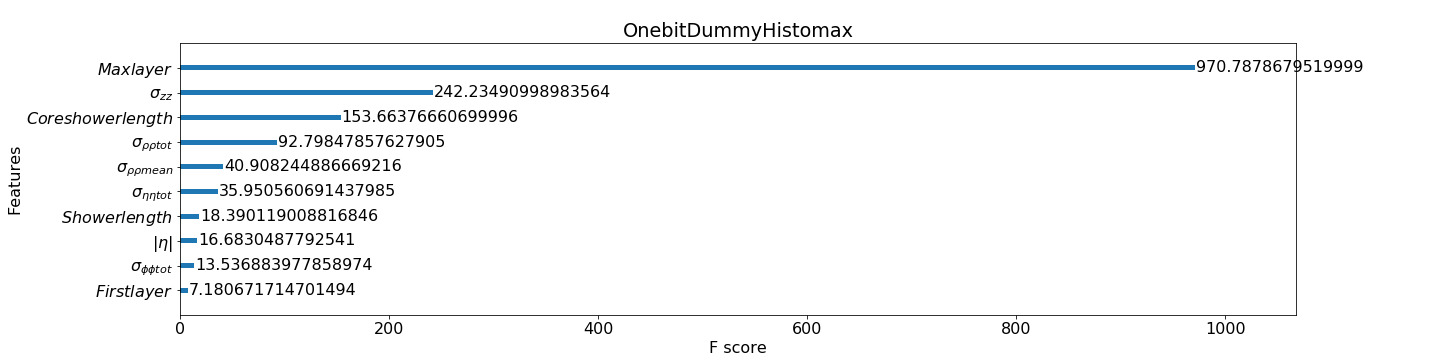 OnebitDummyHistomax
Maxlayer 970.7878679519999
σzz 242.23490998983564
Coreshowerlength 153.66376660699996
σρρtot 92.79847857627905
σρρmean 40.908244886669216
σηηtot 35.950560691437985
Showerlength 18.390119008816846
|η| 16.6830487792541
σϕϕtot 13.536883977858974
Firstlayer 7.180671714701494
Features
0 200 400 600 800 1000
F score